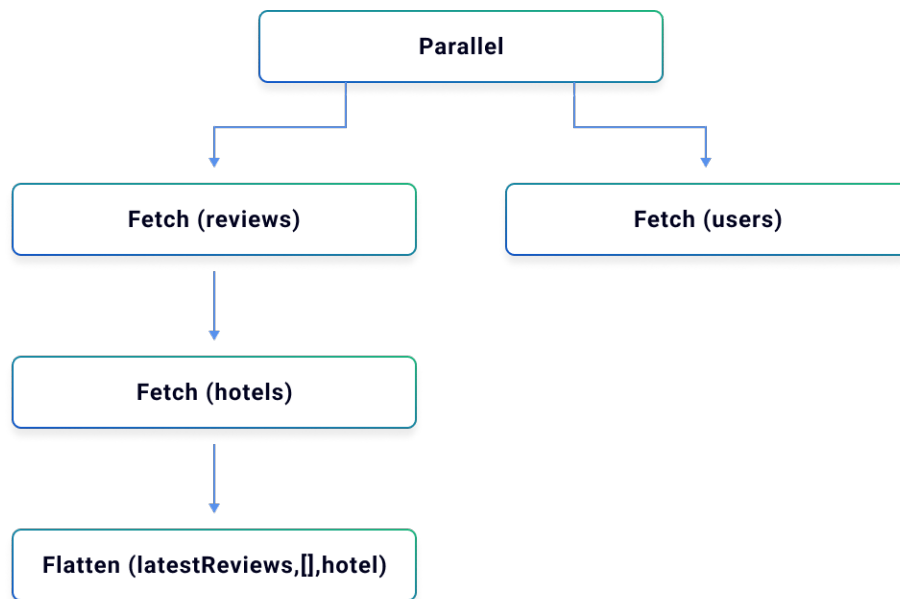 Parallel
Fetch (reviews)
Fetch (users)
Fetch (hotels)
Flatten (latestReviews,[],hotel)